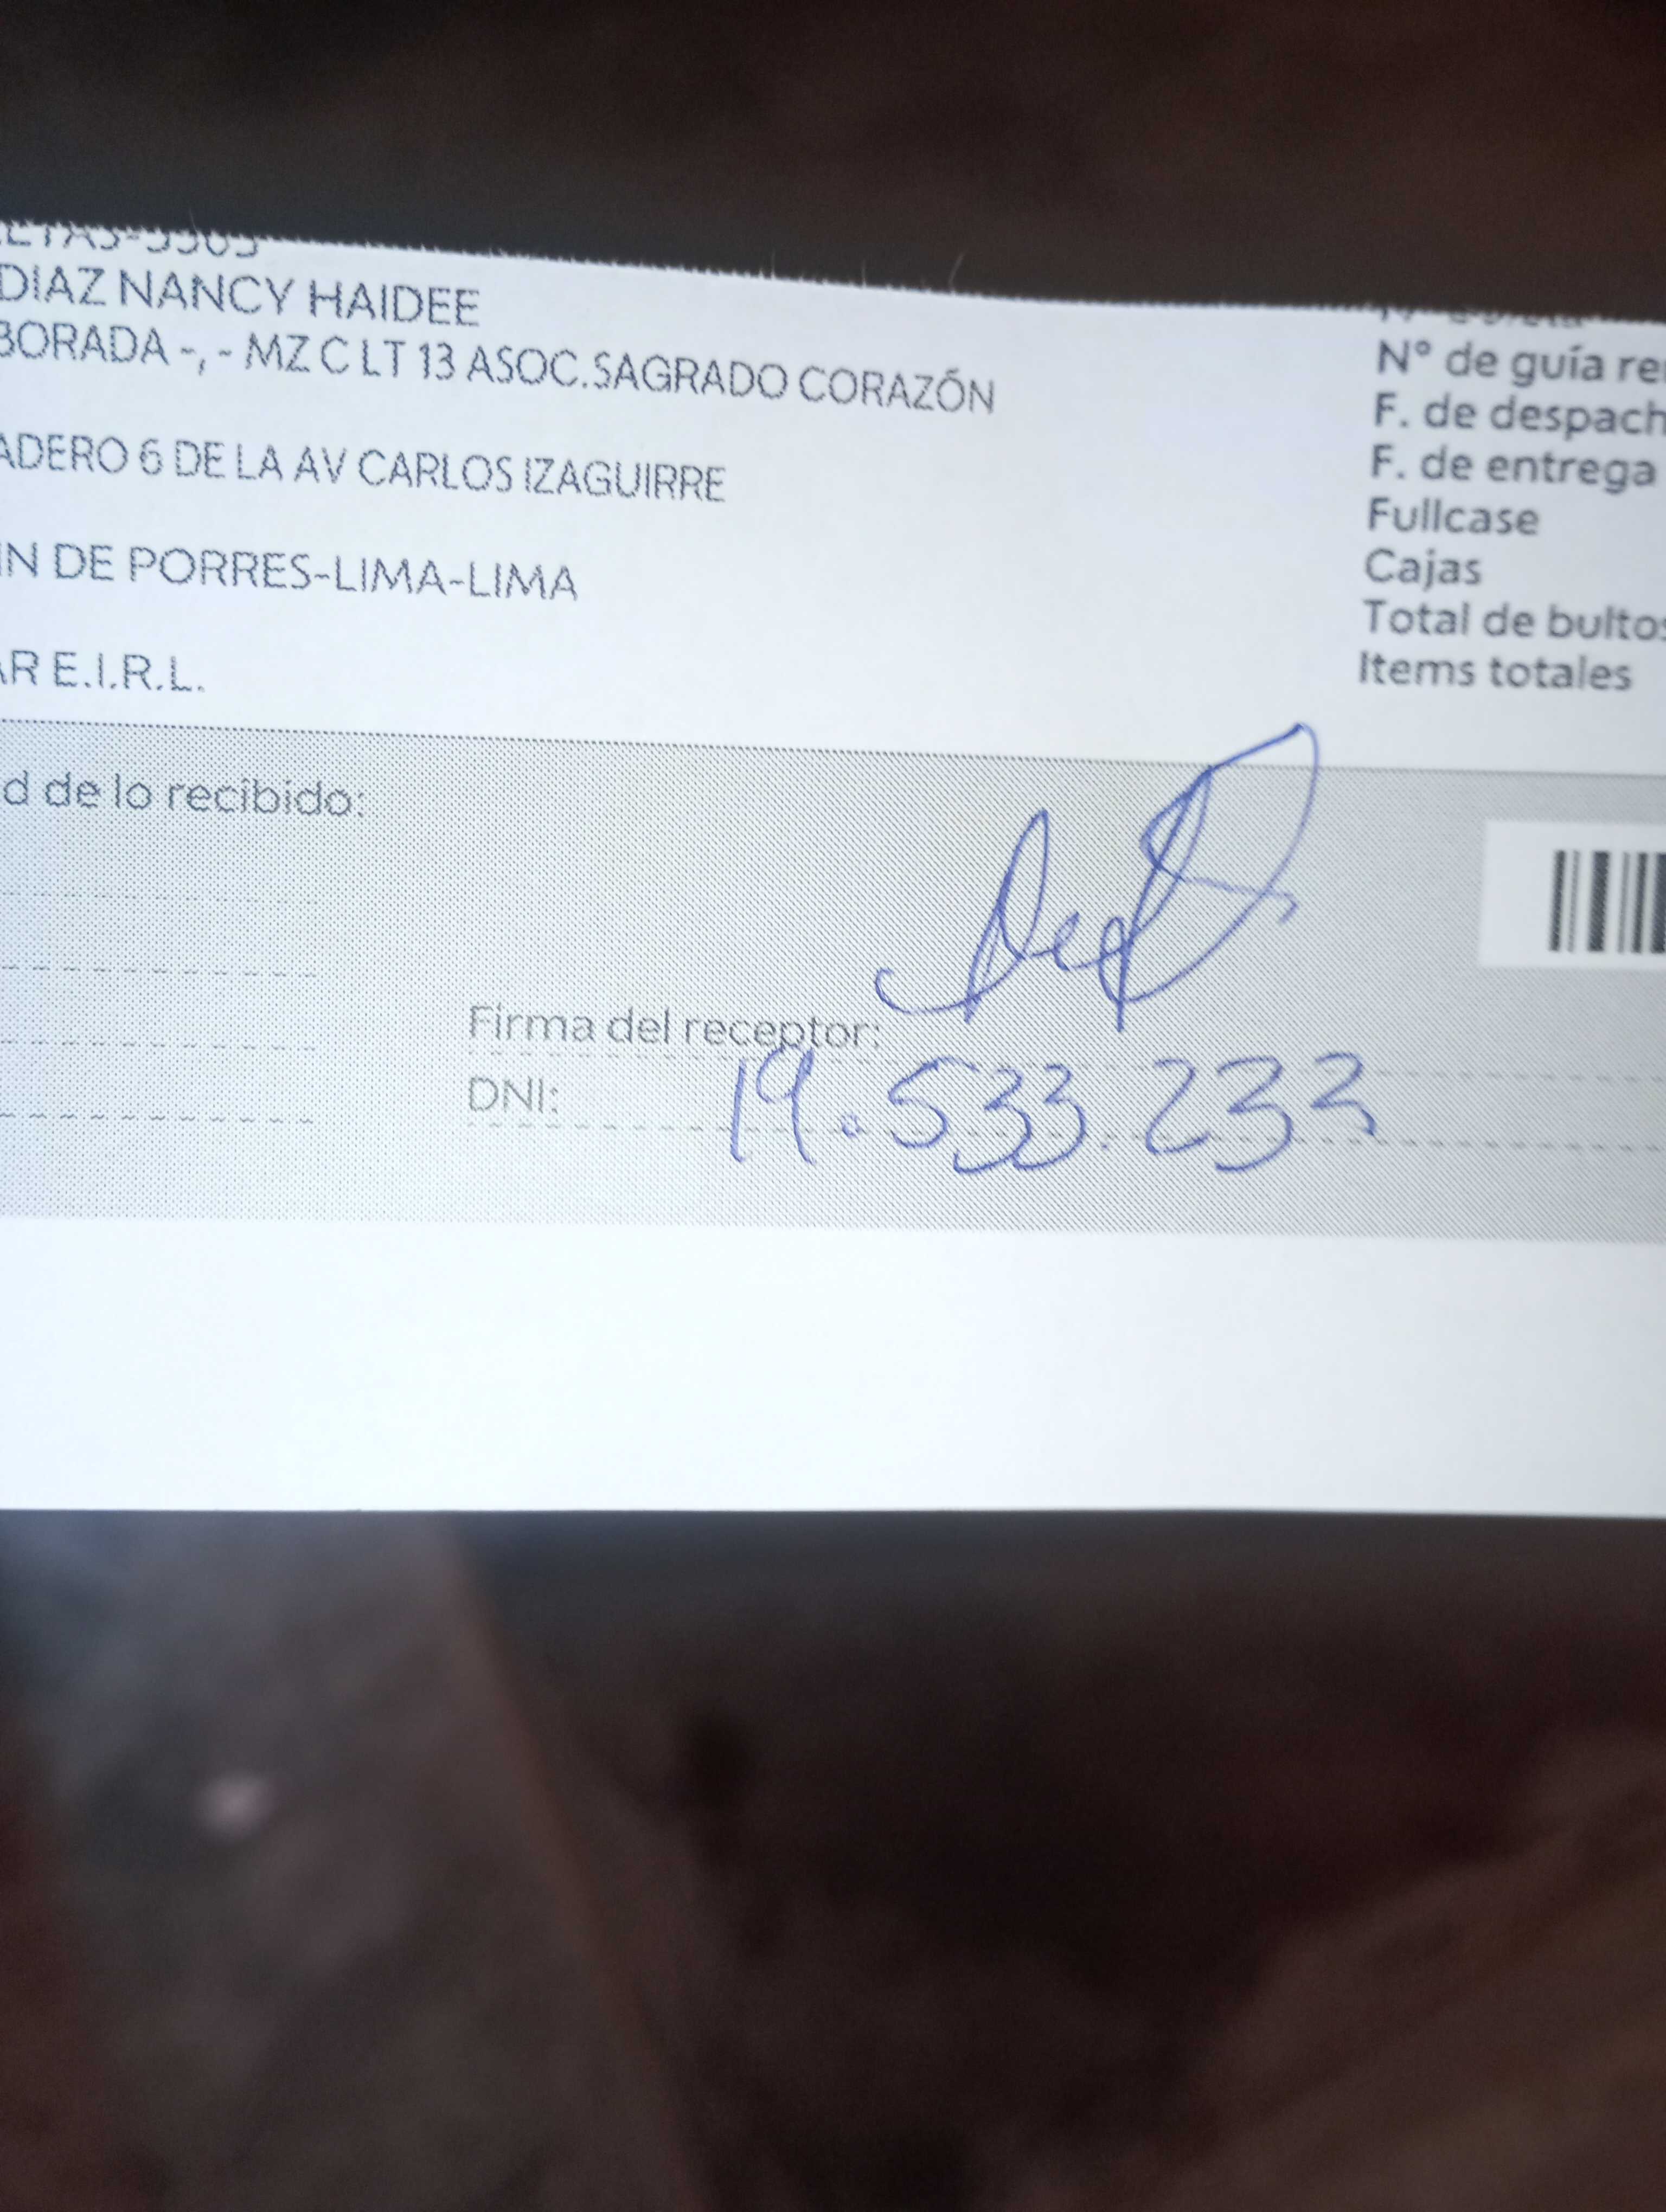 DIAZ NANCY HAIDEE
BORADA -, - MZ C LT 13 ASOC.SAGRADO CORAZÓN
ADERO 6 DE LA AV CARLOS IZAGUIRRE
IN DE PORRES-LIMA-LIMA
AR E.I.R.L.
N° de guía re
F. de despach
F. de entrega
Fullcase
Cajas
Total de bultos
Items totales
d de lo recibido:
Firma del receptor:
DNI: 19.533.233